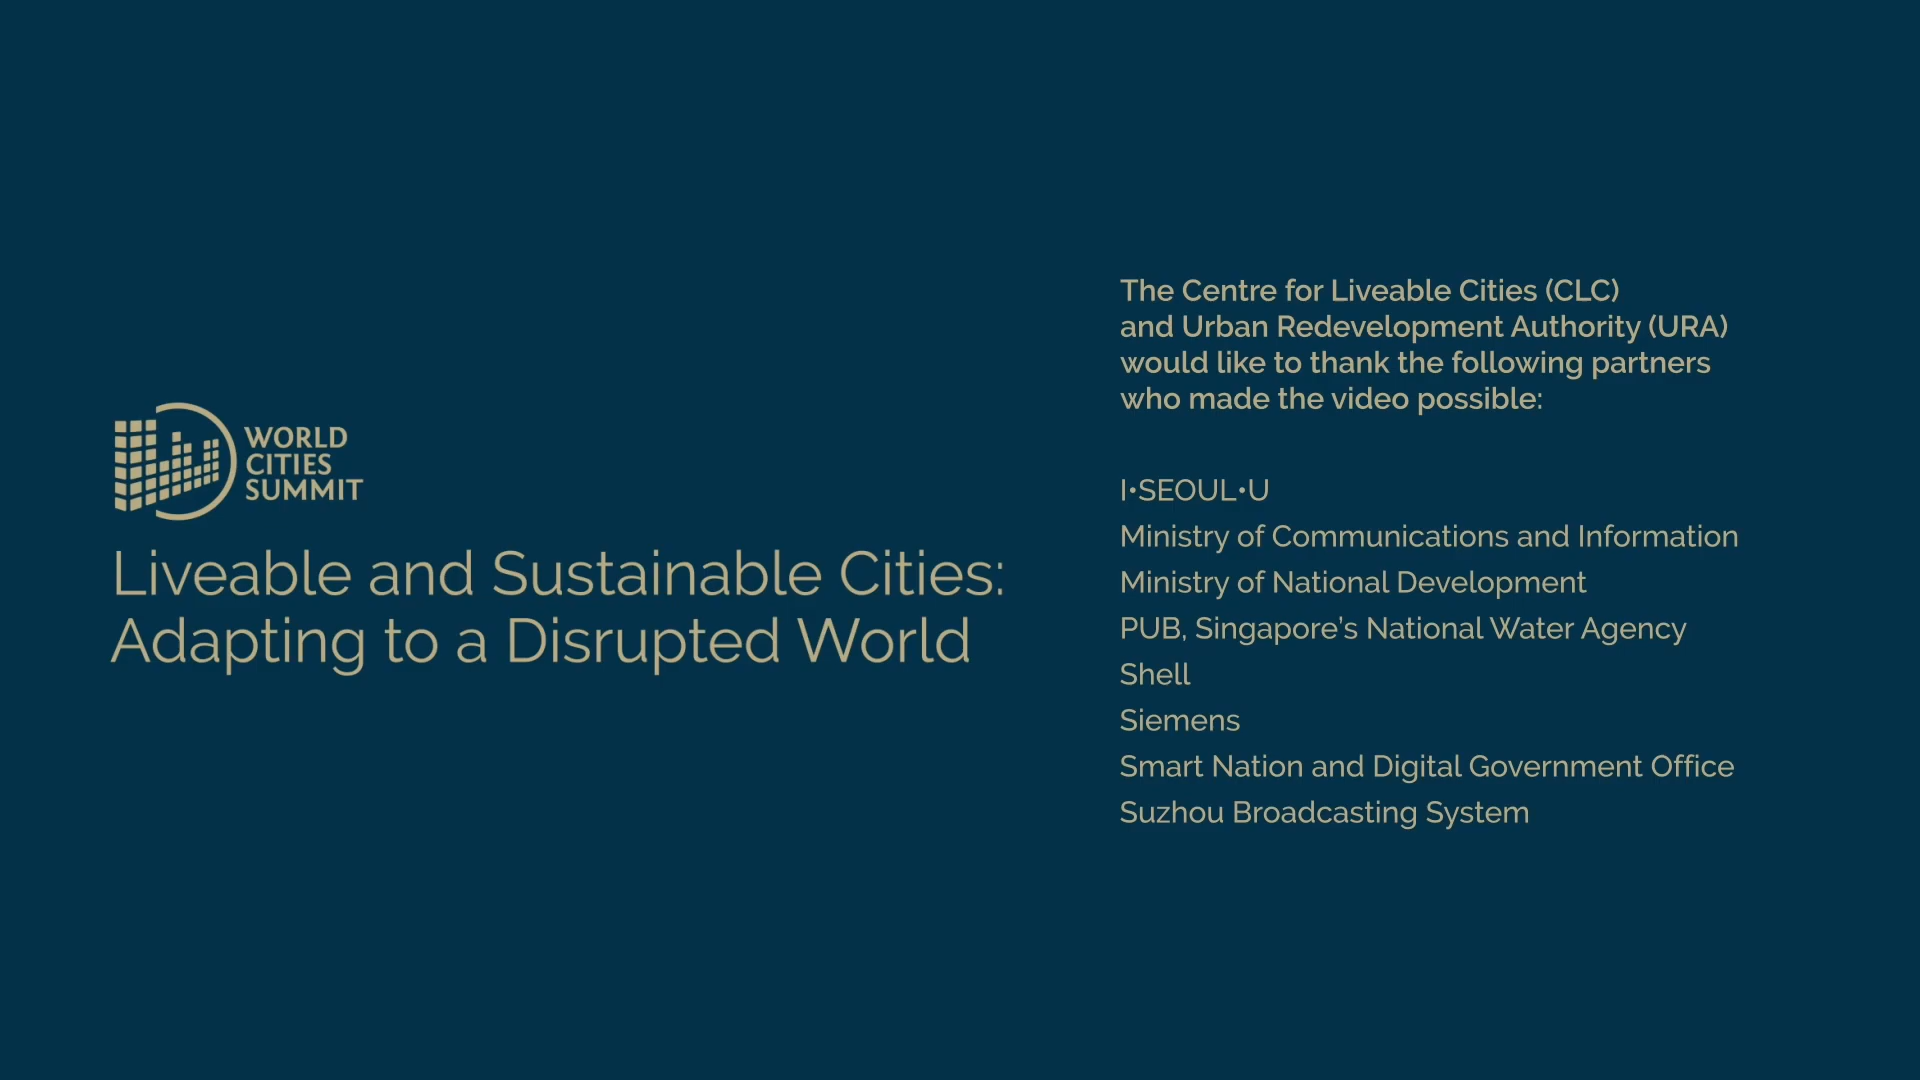 WORLD
CITIES
SUMMIT
Liveable and Sustainable Cities:
Adapting to a Disrupted World
The Centre for Liveable Cities (CLC)
and Urban Redevelopment Authority (URA)
would like to thank the following partners
who made the video possible:
I•SEOUL•U
Ministry of Communications and Information
Ministry of National Development
PUB, Singapore’s National Water Agency
Shell
Siemens
Smart Nation and Digital Government Office
Suzhou Broadcasting System